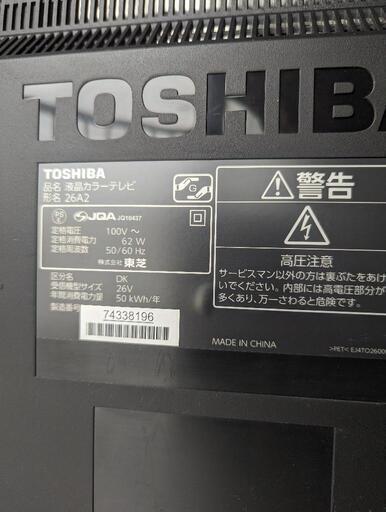 TOSHIBA
TOSHIBA
品名 液晶カラーテレビ
形名 26A2
PS E JQA JQ16437
定格電圧 100V ~
定格消費電力 62 W
定格周波数 50/60 Hz
株式会社 東芝
区分名 DK
受信機型サイズ 26V
年間消費電力量 50 kWh/年
製造番号
74338196
G
警告
高圧注意
サービスマン以外の方は裏ぶたをあけ
いでください。内部には高電圧部分が
多くあり、万一さわると危険です。
MADE IN CHINA
>PET< EJ4TO2600